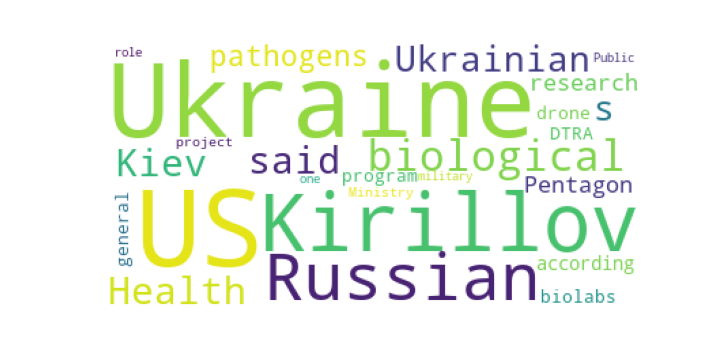 role
pathogens
Ukrainian
Public
Ukraine
research
s
drone
DTRA
project
Kiev
said
biological
one
program
military
Pentagon
Ministry
general
US
Kirillov
Russian
according
Health
biolabs